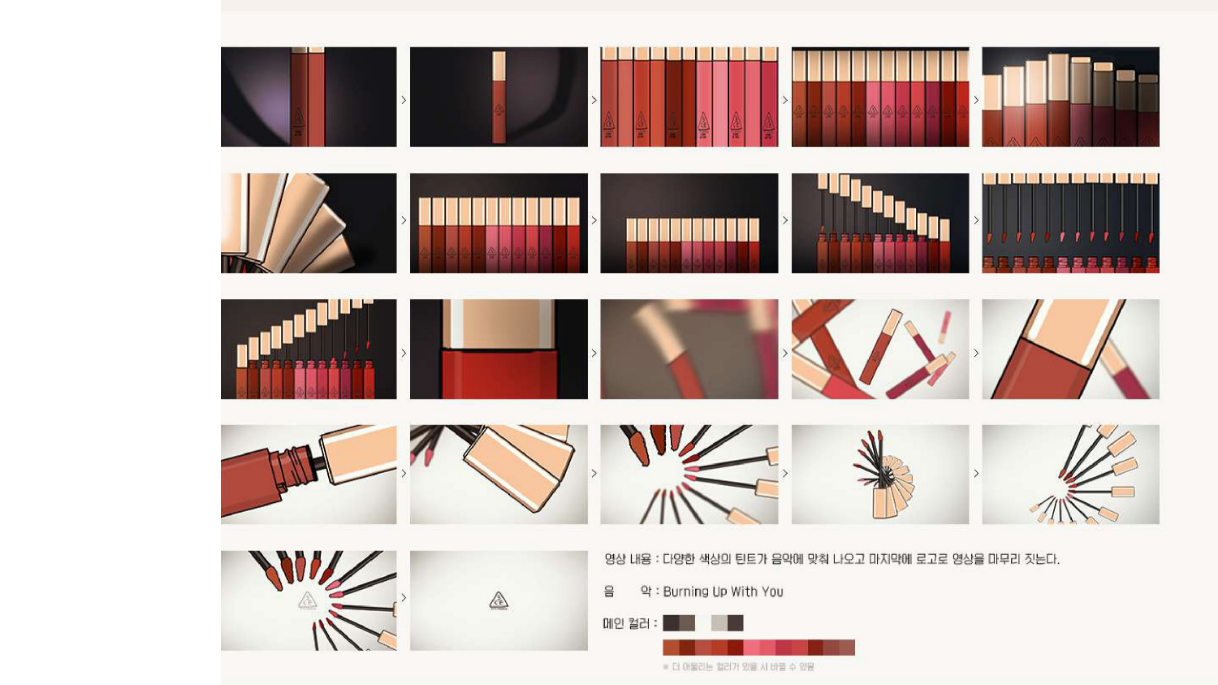 영상 내용 : 다양한 색상의 틴트가 음악에 맞춰 나오고 마지막에 로고로 영상을 마무리 짓는다.
음 악 : Burning Up With You
메인 컬러 :
※ 더 어울리는 컬러가 있을 시 바뀔 수 있음